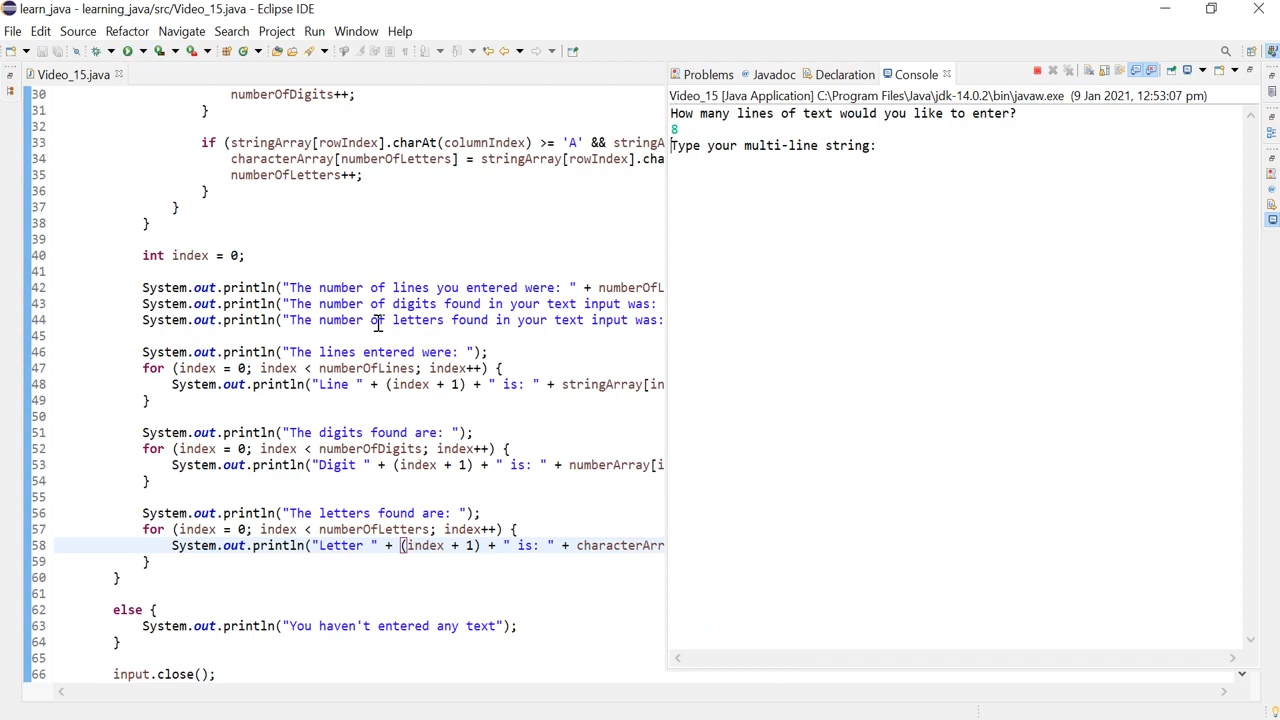 learn_java - learning_java/src/Video_15.java - Eclipse IDE
File Edit Source Refactor Navigate Search Project Run Window Help
Video_15.java
30 numberOfDigits++;
31 }
32
33 if (stringArray[rowIndex].charAt(columnIndex) >= 'A' && stringA
34 characterArray[numberOfLetters] = stringArray[rowIndex].cha
35 numberOfLetters++;
36 }
37 }
38 }
39
40 int index = 0;
41
42 System.out.println("The number of lines you entered were: " + numberOfL
43 System.out.println("The number of digits found in your text input was:
44 System.out.println("The number of letters found in your text input was:
45
46 System.out.println("The lines entered were: ");
47 for (index = 0; index < numberOfLines; index++) {
48 System.out.println("Line " + (index + 1) + " is: " + stringArray[in
49 }
50
51 System.out.println("The digits found are: ");
52 for (index = 0; index < numberOfDigits; index++) {
53 System.out.println("Digit " + (index + 1) + " is: " + numberArray[i
54 }
55
56 System.out.println("The letters found are: ");
57 for (index = 0; index < numberOfLetters; index++) {
58 System.out.println("Letter " + (index + 1) + " is: " + characterArr
59 }
60 }
61
62 else {
63 System.out.println("You haven't entered any text");
64 }
65
66 input.close();
Problems Javadoc Declaration Console
Video_15 [Java Application] C:\Program Files\Java\jdk-14.0.2\bin\javaw.exe (9 Jan 2021, 12:53:07 pm)
How many lines of text would you like to enter?
8
Type your multi-line string: